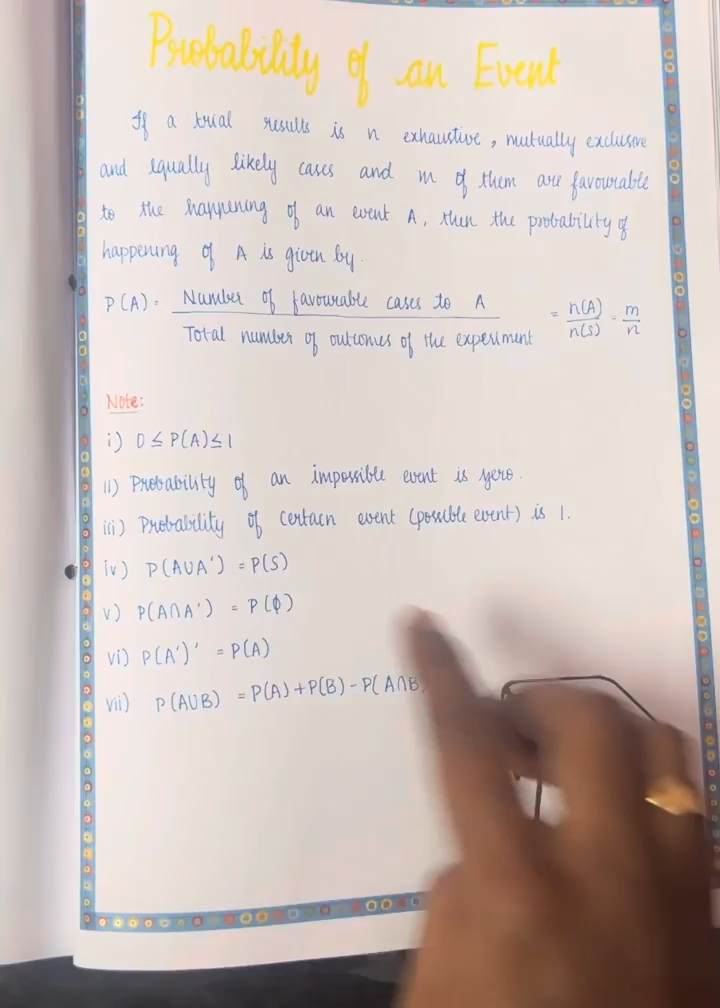 Probability of an Event
If a trial results is n exhaustive, mutually exclusive
and equally likely cases and m of them are favourable
to the happening of an event A, then the probability of
happening of A is given by.
P(A) = Number of favourable cases to A / Total number of outcomes of the experiment = n(A)/n(S) = m/n
Note:
i) 0 ≤ P(A) ≤ 1
ii) Probability of an impossible event is zero.
iii) Probability of certain event (possible event) is 1.
iv) P(A∪A') = P(S)
v) P(A∩A') = P(ϕ)
vi) P(A')' = P(A)
vii) P(A∪B) = P(A)+P(B)-P(A∩B)